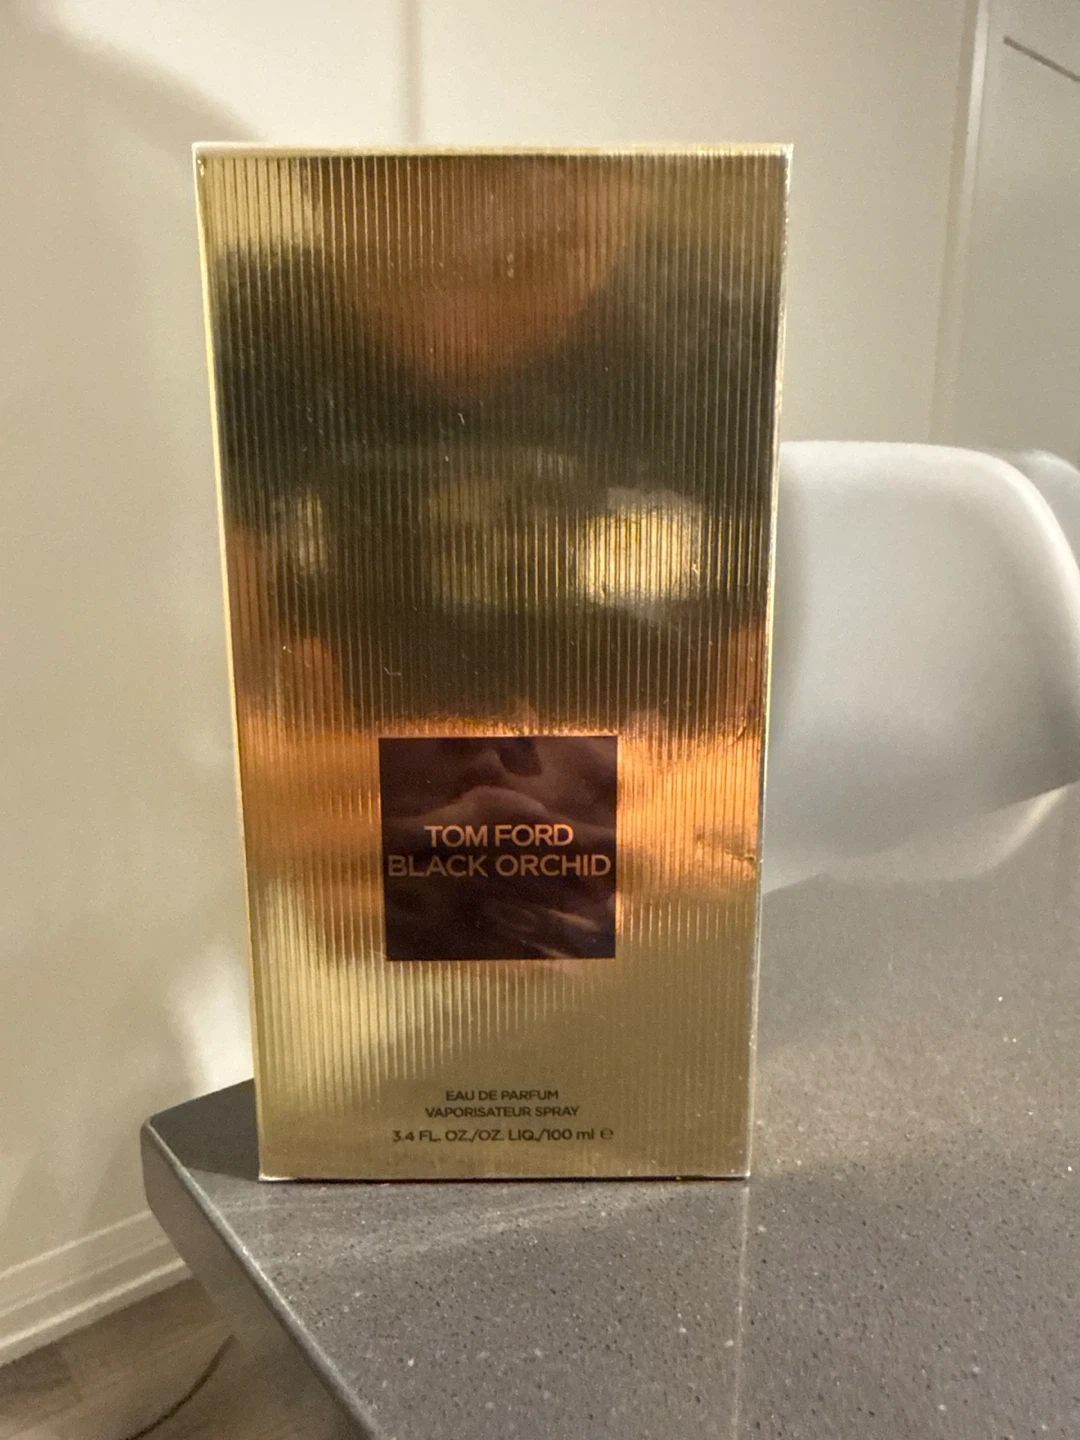 TOM FORD
BLACK ORCHID
EAU DE PARFUM
VAPORISATEUR SPRAY
3.4 FL. OZ./OZ. LIQ./100 ml ℮